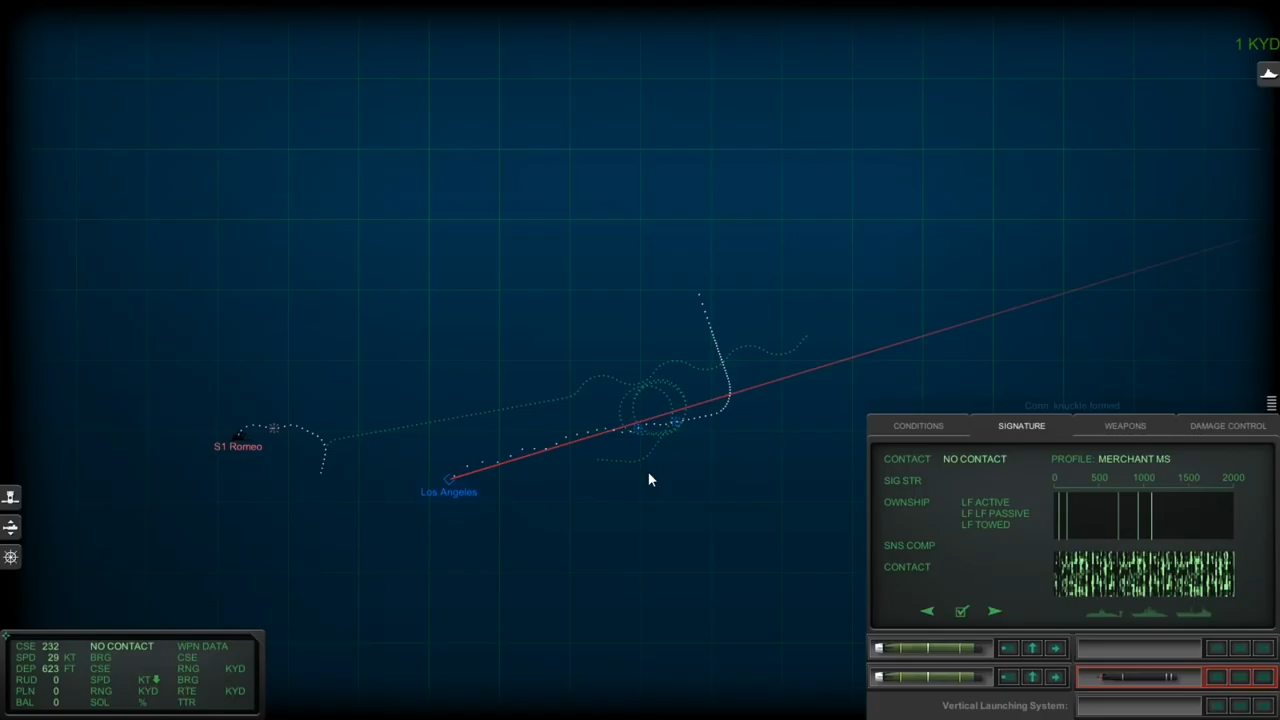 1 KYD
S1 Romeo
Los Angeles
Conn, knuckle formed
CONDITIONS SIGNATURE WEAPONS DAMAGE CONTROL
CONTACT NO CONTACT PROFILE: MERCHANT MS
SIG STR 0 500 1000 1500 2000
OWNSHIP LF ACTIVE
LF LF PASSIVE
LF TOWED
SNS COMP
CONTACT
CSE 232 NO CONTACT WPN DATA
SPD 29 KT BRG CSE
DEP 623 FT CSE RNG KYD
RUD 0 SPD KT BRG
PLN 0 RNG KYD RTE KYD
BAL 0 SOL % TTR
Vertical Launching System: